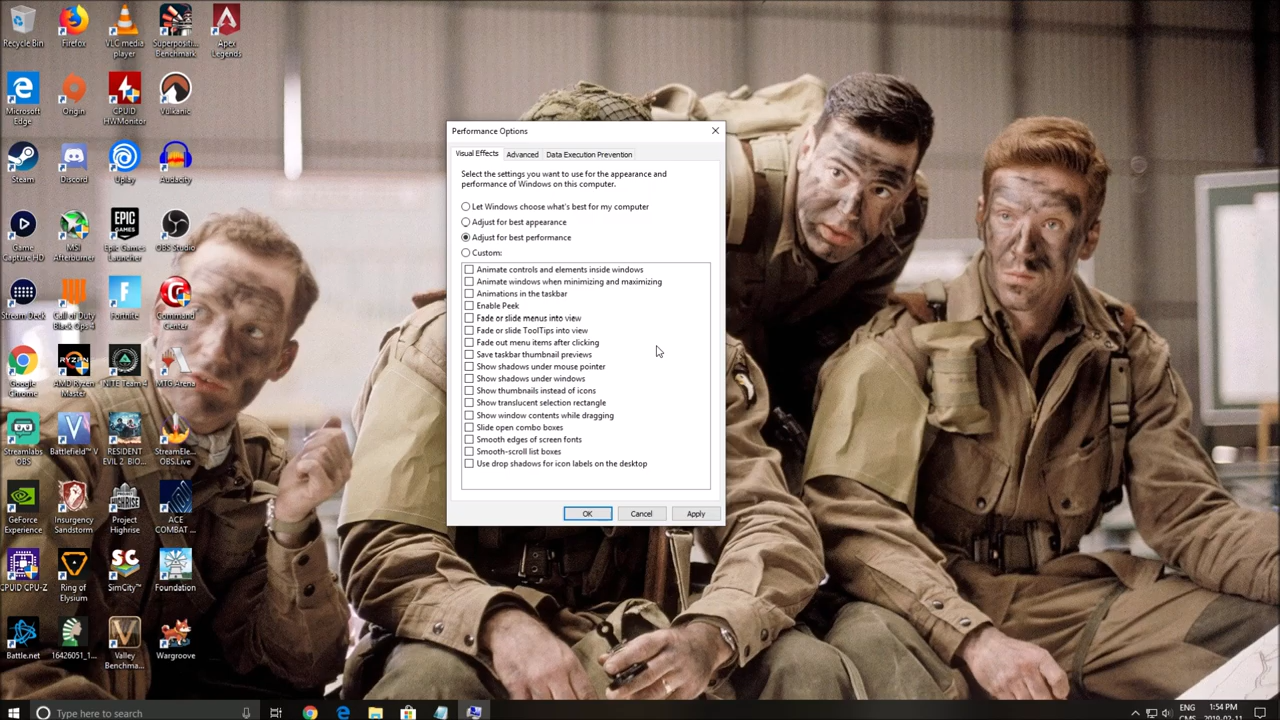 Recycle Bin
Firefox
VLC media
player
Superpositi...
Benchmark
Apex
Legends
Microsoft
Edge
Origin
CPUID
HWMonitor
Vulkanic
Steam
Discord
Uplay
Audacity
Game
Capture HD
MSI
Afterburner
Epic Games
Launcher
OBS Studio
Stream Deck
Call of Duty
Black Ops 4
Fortnite
Command
Center
Google
Chrome
AMD Ryzen
Master
NITE Team 4
MTG Arena
Streamlabs
OBS
Battlefield™ V
RESIDENT
EVIL 2 BIO...
StreamEle...
OBS.Live
GeForce
Experience
Insurgency
Sandstorm
Project
Highrise
ACE
COMBAT ...
CPUID CPU-Z
Ring of
Elysium
SimCity™
Foundation
Battle.net
16426051_1...
Valley
Benchma...
Wargroove
Performance Options
Visual Effects Advanced Data Execution Prevention
Select the settings you want to use for the appearance and
performance of Windows on this computer.
Let Windows choose what's best for my computer
Adjust for best appearance
Adjust for best performance
Custom:
Animate controls and elements inside windows
Animate windows when minimizing and maximizing
Animations in the taskbar
Enable Peek
Fade or slide menus into view
Fade or slide ToolTips into view
Fade out menu items after clicking
Save taskbar thumbnail previews
Show shadows under mouse pointer
Show shadows under windows
Show thumbnails instead of icons
Show translucent selection rectangle
Show window contents while dragging
Slide open combo boxes
Smooth edges of screen fonts
Smooth-scroll list boxes
Use drop shadows for icon labels on the desktop
OK Cancel Apply
Type here to search
ENG 1:54 PM
CMS 2019-02-11